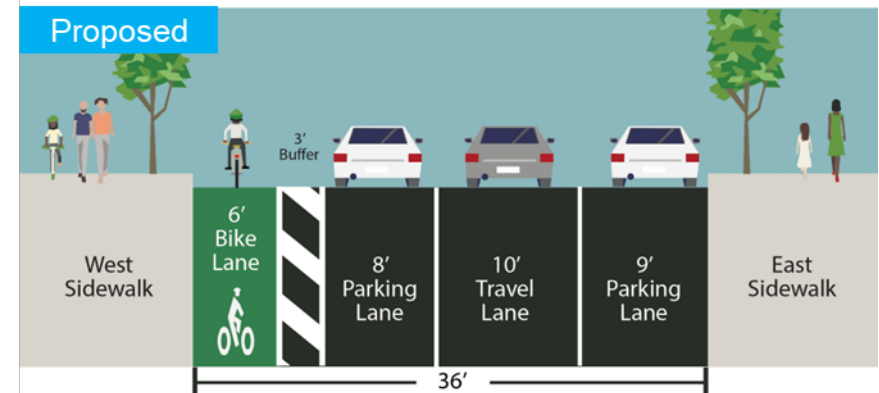 Proposed
3’
Buffer
6’
Bike
Lane
West
Sidewalk
8’
Parking
Lane
10’
Travel
Lane
9’
Parking
Lane
East
Sidewalk
36’